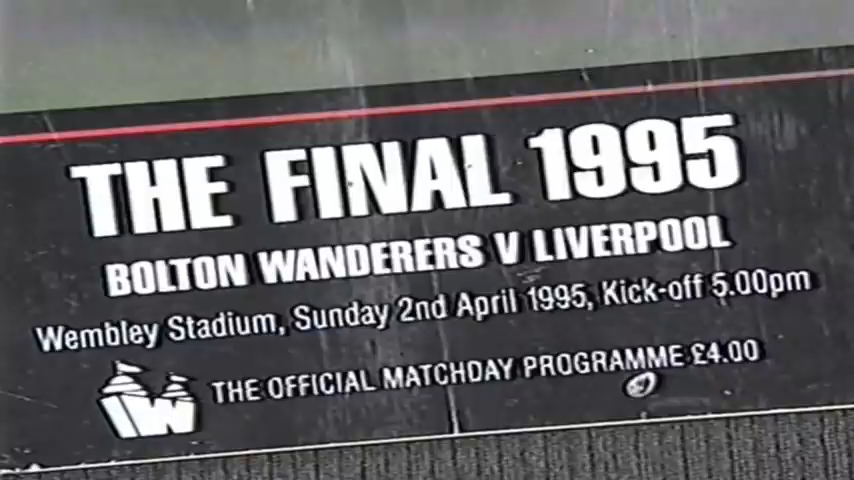 THE FINAL 1995
BOLTON WANDERERS V LIVERPOOL
Wembley Stadium, Sunday 2nd April 1995, Kick-off 5.00pm
THE OFFICIAL MATCHDAY PROGRAMME £4.00